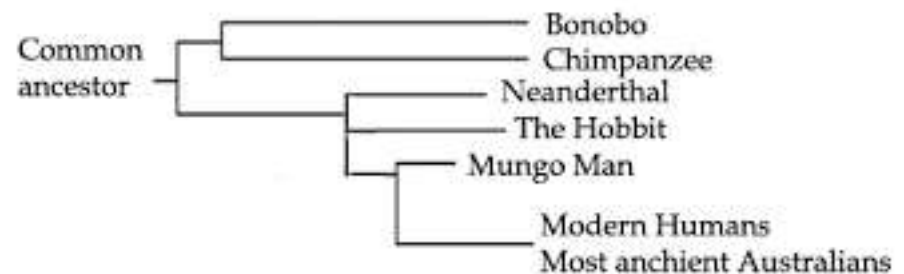 Bonobo
Common
Chimpanzee
ancestor
Neanderthal
The Hobbit
Mungo Man
Modern Humans
Most anchient Australians